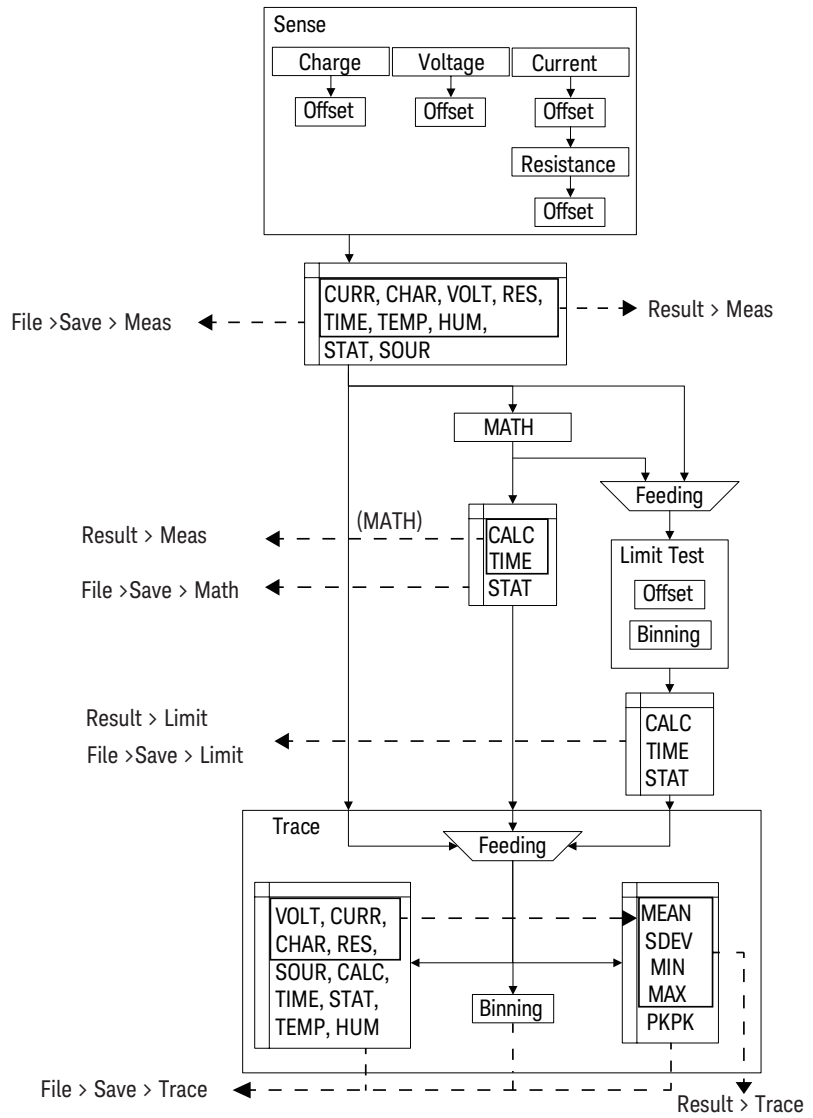 Sense
Charge
Voltage
Current
Offset
Offset
Offset
Resistance
Offset
CURR, CHAR, VOLT, RES,
TIME, TEMP, HUM,
STAT, SOUR
File >Save > Meas
Result > Meas
MATH
Feeding
(MATH)
Result > Meas
CALC
TIME
STAT
File >Save > Math
Limit Test
Offset
Binning
Result > Limit
File >Save > Limit
CALC
TIME
STAT
Trace
Feeding
VOLT, CURR,
CHAR, RES,
SOUR, CALC,
TIME, STAT,
TEMP, HUM
Binning
MEAN
SDEV
MIN
MAX
PKPK
File > Save > Trace
Result > Trace